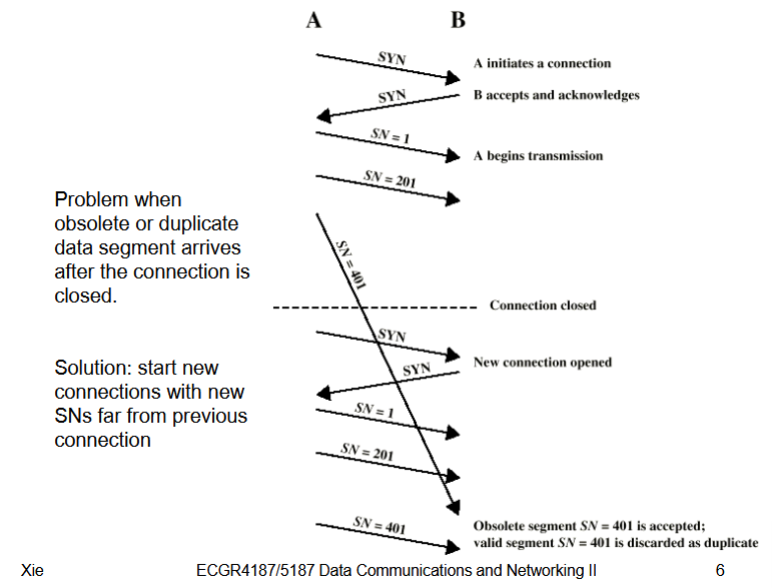 A B
SYN
A initiates a connection
SYN
B accepts and acknowledges
SN = 1
A begins transmission
SN = 201
Problem when
obsolete or duplicate
data segment arrives
after the connection is
closed.
SN = 401
Connection closed
SYN
New connection opened
SYN
Solution: start new
connections with new
SNs far from previous
connection
SN = 1
SN = 201
SN = 401
Obsolete segment SN = 401 is accepted;
valid segment SN = 401 is discarded as duplicate
Xie ECGR4187/5187 Data Communications and Networking II 6